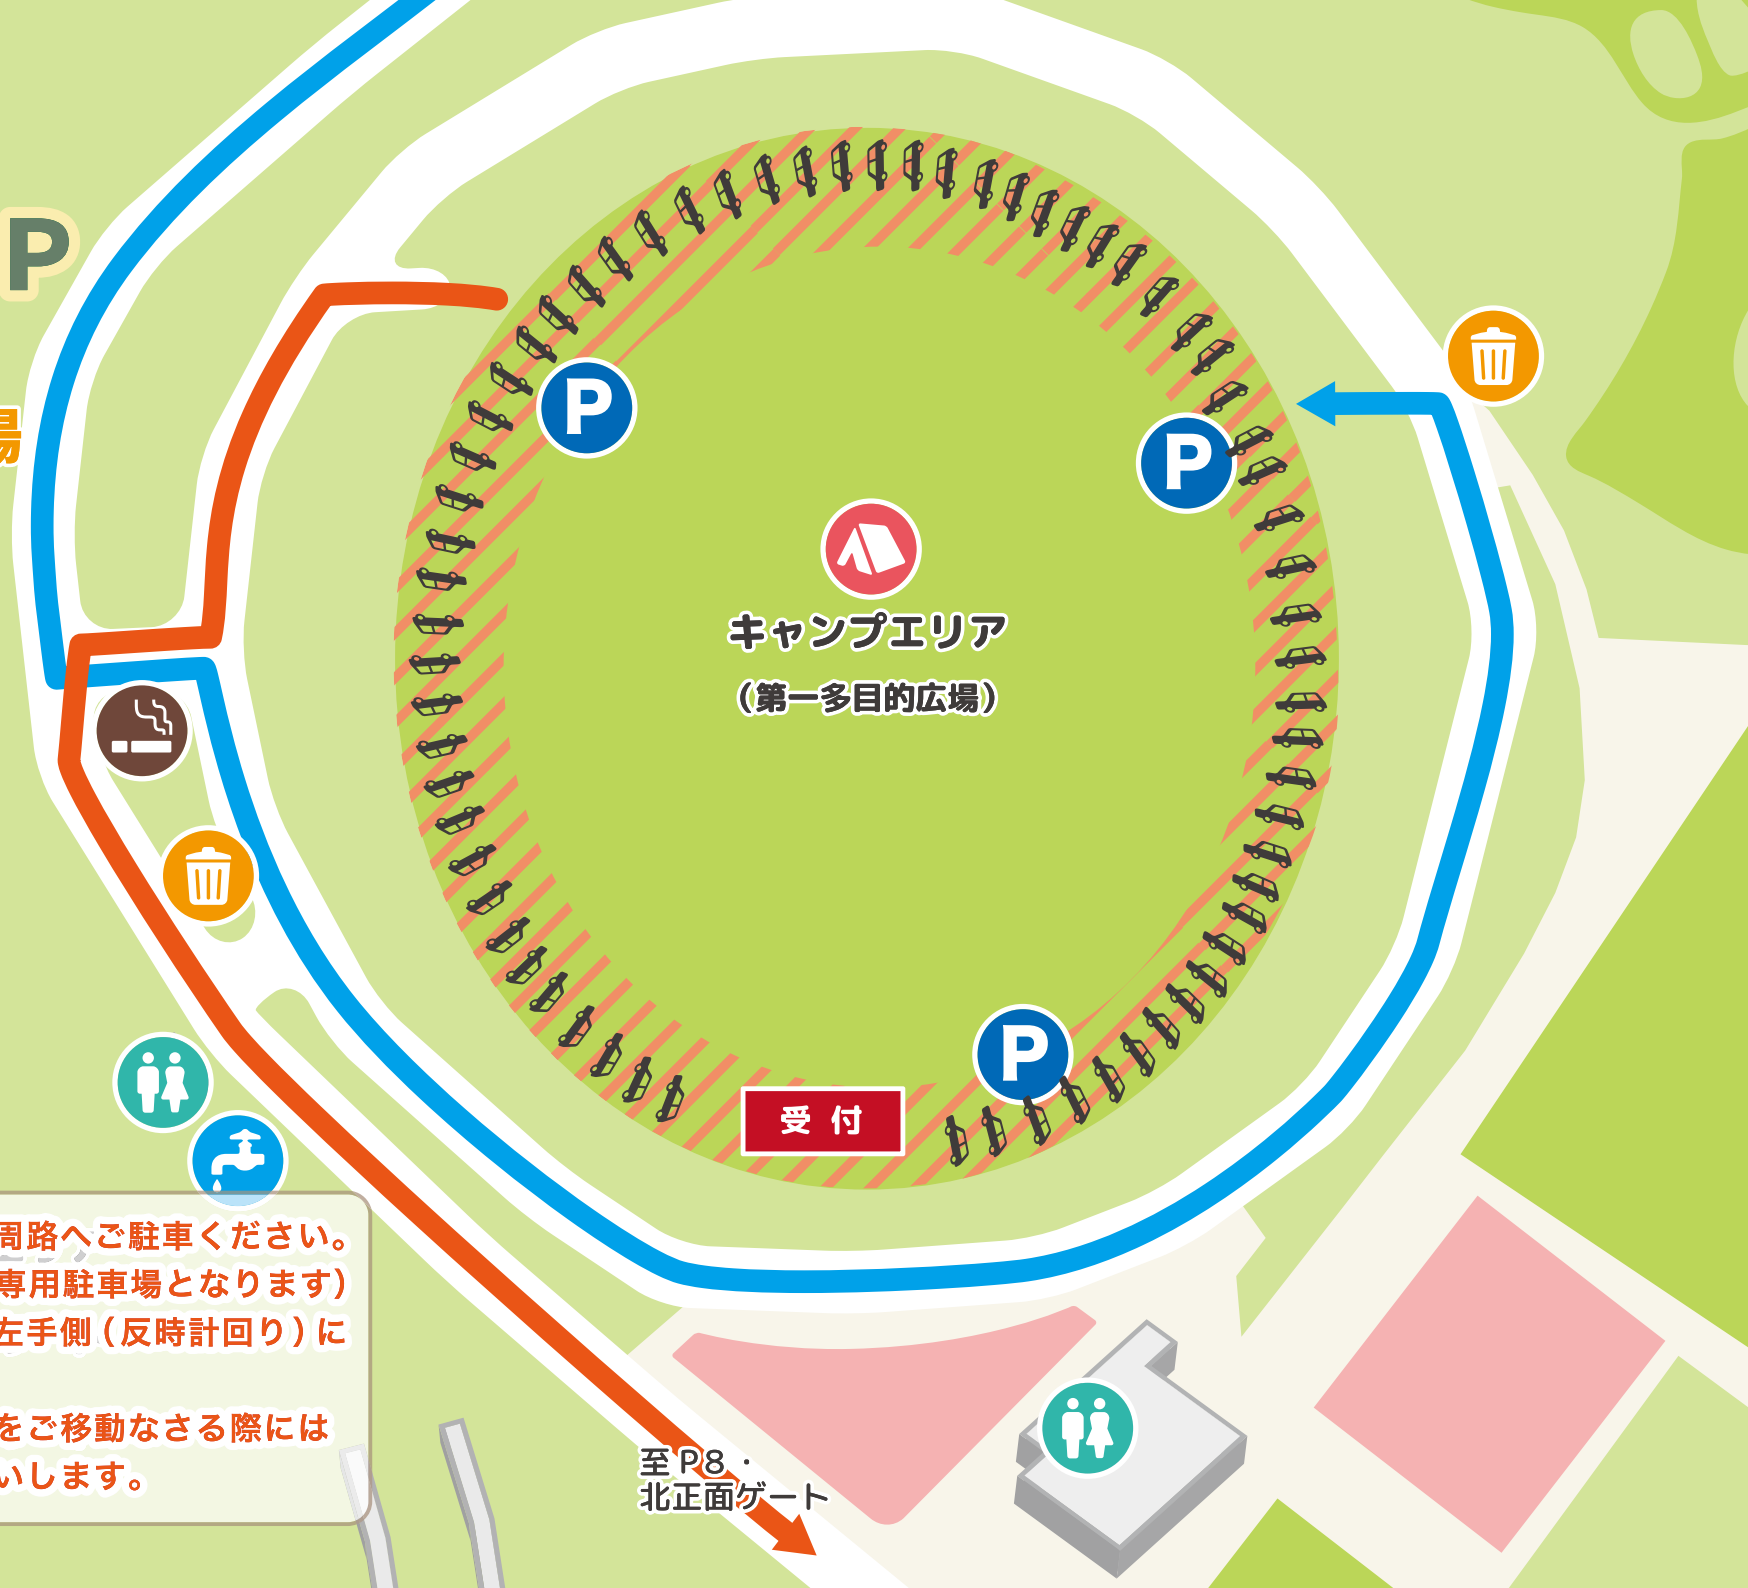 P
場
P
P
キャンプエリア
（第一多目的広場）
P
受 付
周路へご駐車ください。
専用駐車場となります）
左手側（反時計回り）に
をご移動なさる際には
いします。
至P8・
北正面ゲート